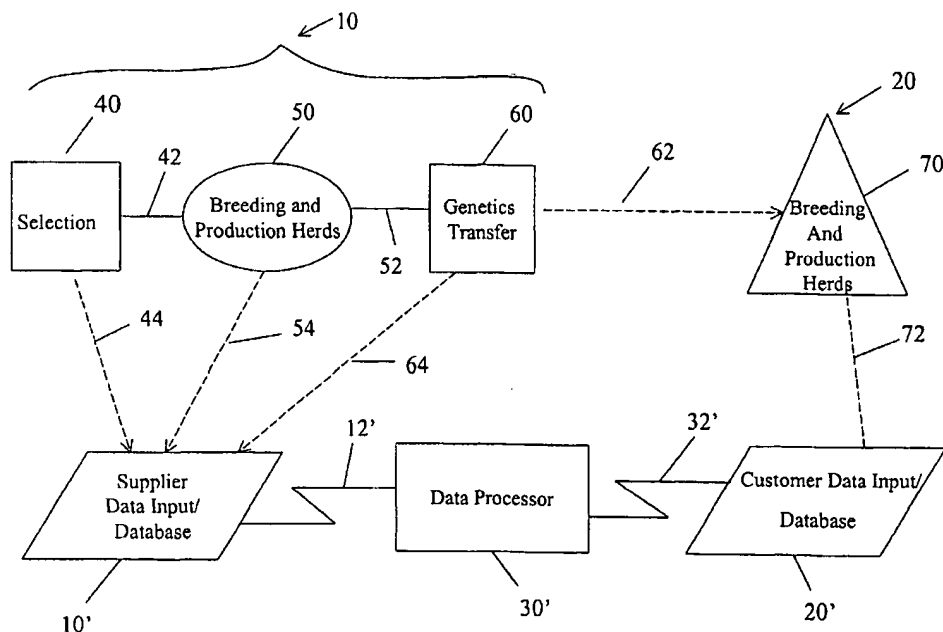 10
40
50
60
20
42
62
70
Selection
Breeding and
Production Herds
Genetics
Transfer
Breeding
And
Production
Herds
52
44
54
64
72
12'
32'
Supplier
Data Input/
Database
Data Processor
Customer Data Input/
Database
10'
30'
20'